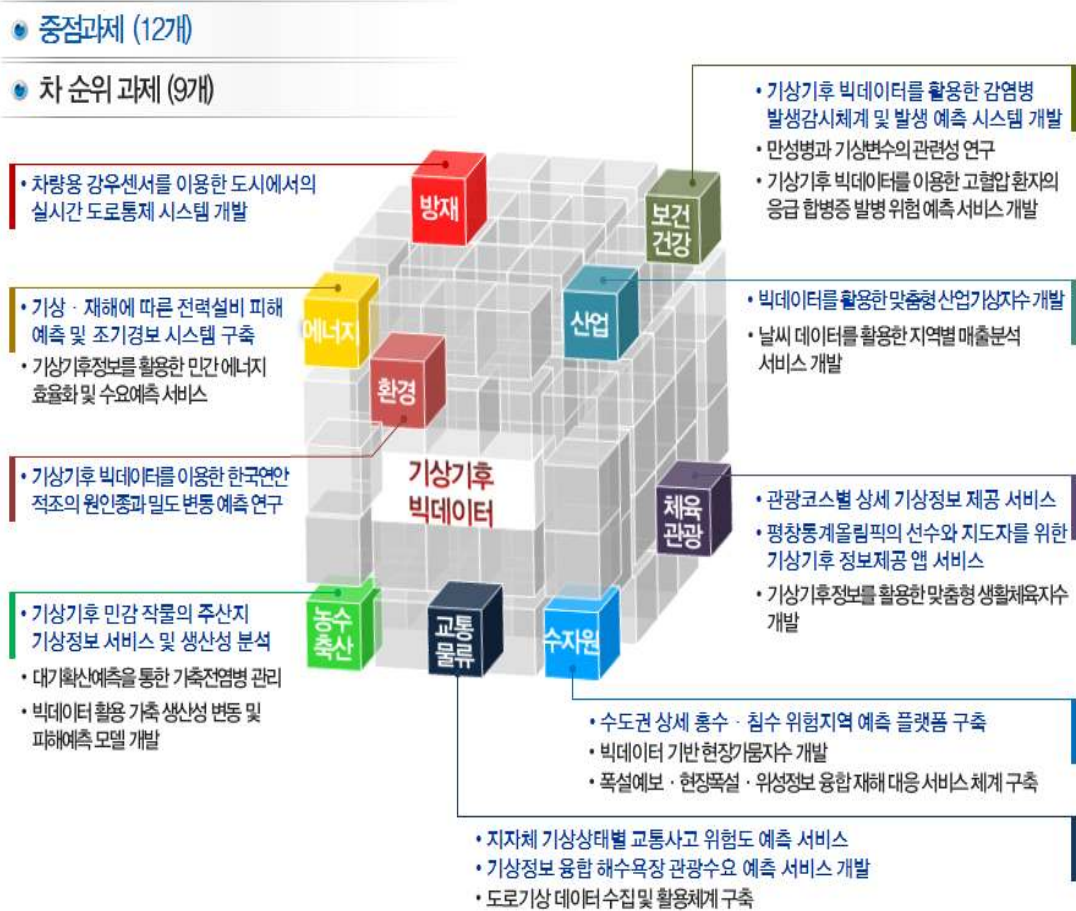 중점과제 (12개)
차 순위 과제 (9개)
• 차량용 강우센서를 이용한 도시에서의
실시간 도로통제 시스템 개발
방재
• 기상 · 재해에 따른 전력설비 피해
예측 및 조기경보 시스템 구축
• 기상기후정보를 활용한 민간 에너지
효율화 및 수요예측 서비스
에너지
• 기상기후 빅데이터를 이용한 한국연안
적조의 원인종과 밀도 변동 예측 연구
환경
• 기상기후 민감 작물의 주산지
기상정보 서비스 및 생산성 분석
• 대기확산예측을 통한 가축전염병 관리
• 빅데이터 활용 가축 생산성 변동 및
피해예측 모델 개발
농수
축산
기상기후
빅데이터
보건
건강
• 기상기후 빅데이터를 활용한 감염병
발생감시체계 및 발생 예측 시스템 개발
• 만성병과 기상변수의 관련성 연구
• 기상기후 빅데이터를 이용한 고혈압 환자의
응급 합병증 발병 위험 예측 서비스 개발
산업
• 빅데이터를 활용한 맞춤형 산업기상지수 개발
• 날씨 데이터를 활용한 지역별 매출분석
서비스 개발
체육
관광
• 관광코스별 상세 기상정보 제공 서비스
• 평창통계올림픽의 선수와 지도자를 위한
기상기후 정보제공 앱 서비스
• 기상기후정보를 활용한 맞춤형 생활체육지수
개발
수자원
• 수도권 상세 홍수 · 침수 위험지역 예측 플랫폼 구축
• 빅데이터 기반 현장가뭄지수 개발
• 폭설예보 · 현장폭설 · 위성정보 융합 재해 대응 서비스 체계 구축
교통
물류
• 지자체 기상상태별 교통사고 위험도 예측 서비스
• 기상정보 융합 해수욕장 관광수요 예측 서비스 개발
• 도로기상 데이터 수집 및 활용체계 구축